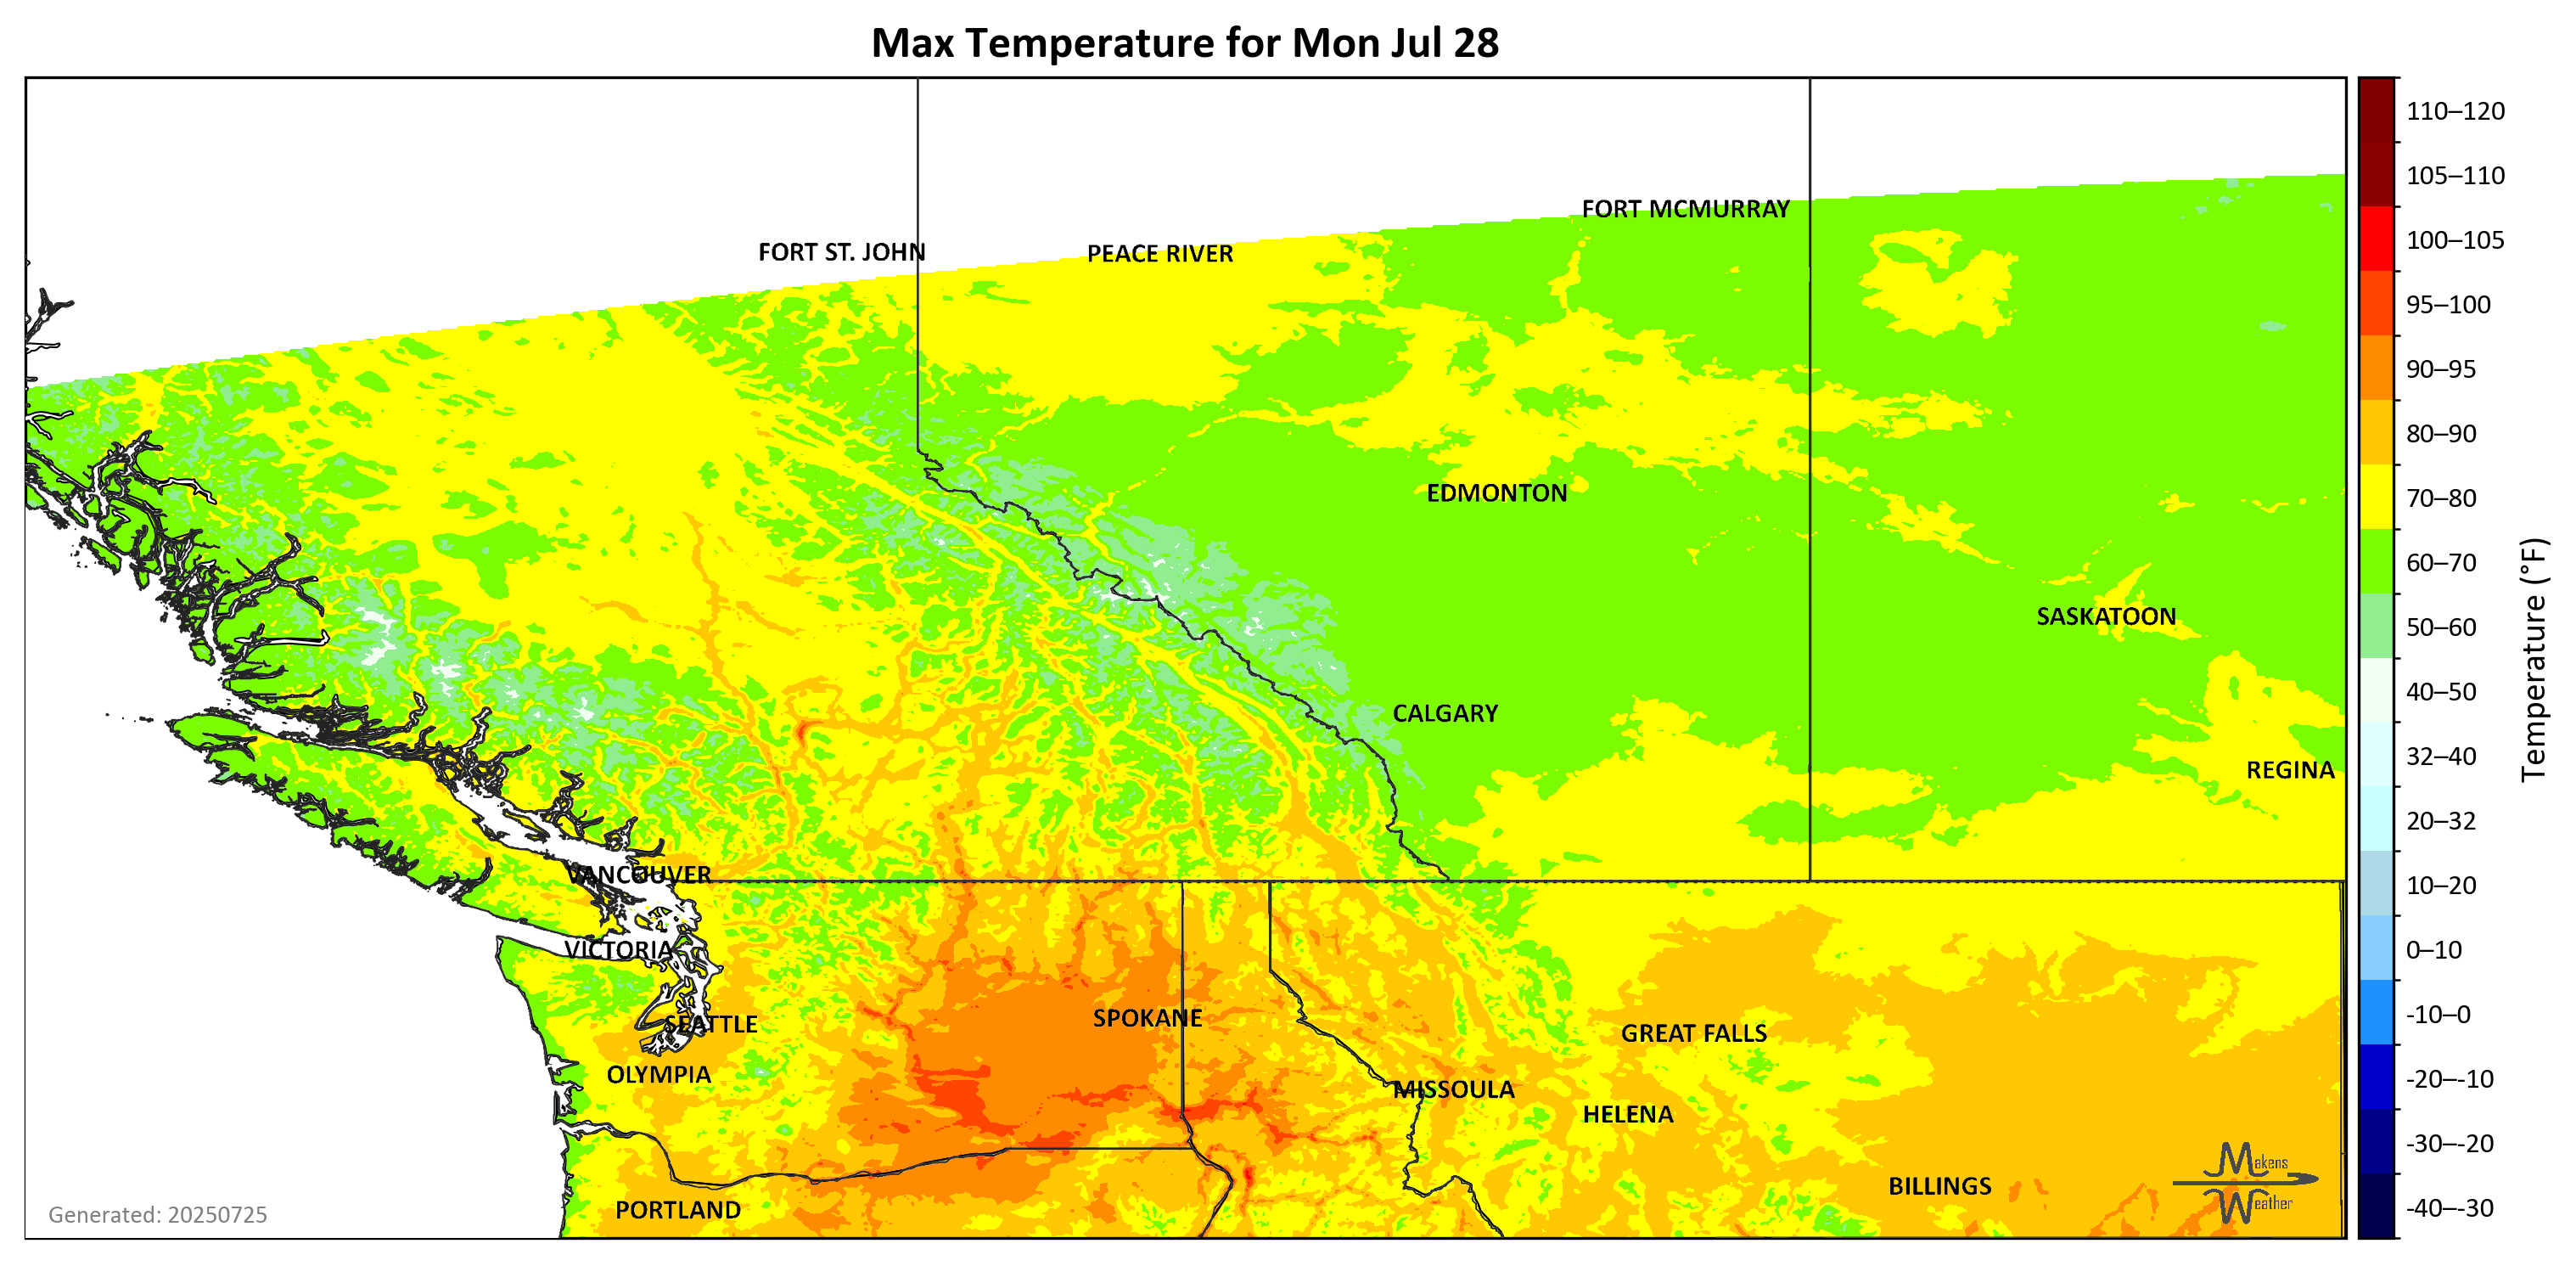 Max Temperature for Mon Jul 28
FORT MCMURRAY
FORT ST. JOHN
PEACE RIVER
EDMONTON
SASKATOON
CALGARY
REGINA
VANCOUVER
VICTORIA
SEATTLE
SPOKANE
GREAT FALLS
OLYMPIA
MISSOULA
HELENA
BILLINGS
PORTLAND
Generated: 20250725
Makens
Weather
110–120
105–110
100–105
95–100
90–95
80–90
70–80
60–70
50–60
40–50
32–40
20–32
10–20
0–10
-10–0
-20–-10
-30–-20
-40–-30
Temperature (°F)